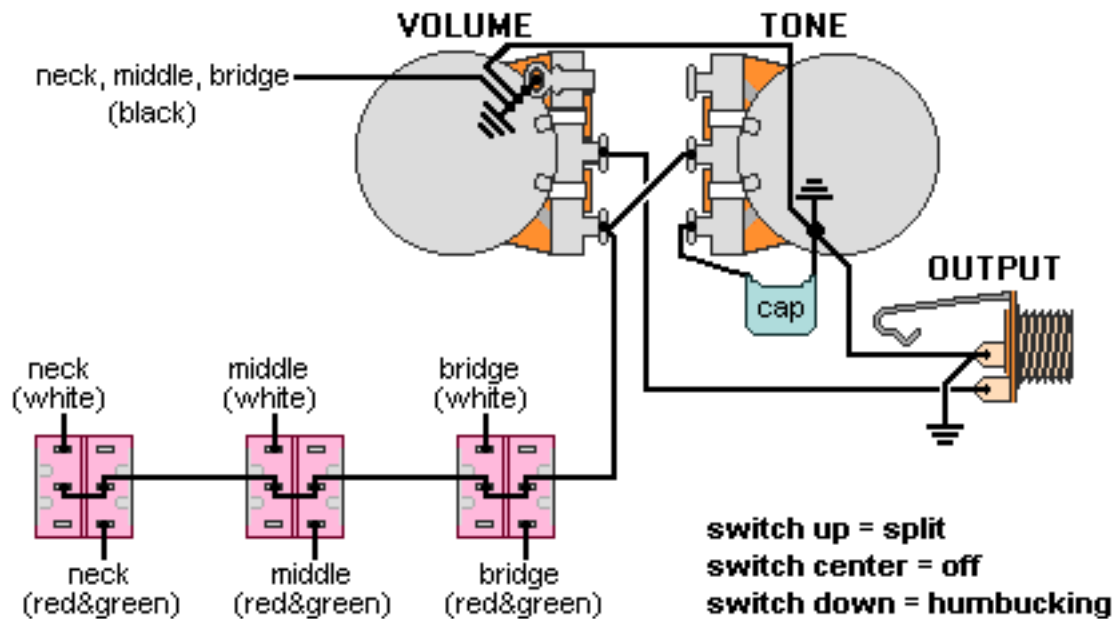 VOLUME
TONE
neck, middle, bridge
(black)
OUTPUT
cap
neck
(white)
middle
(white)
bridge
(white)
neck
(red&green)
middle
(red&green)
bridge
(red&green)
switch up = split
switch center = off
switch down = humbucking